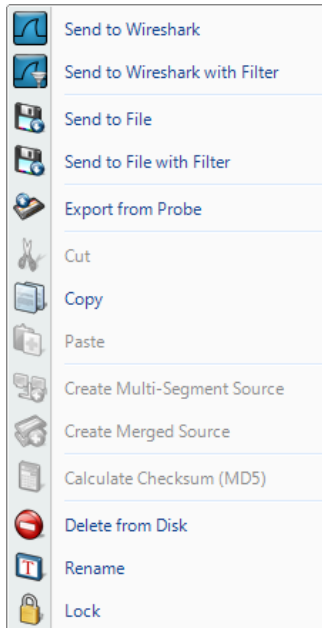 Send to Wireshark
Send to Wireshark with Filter
Send to File
Send to File with Filter
Export from Probe
Cut
Copy
Paste
Create Multi-Segment Source
Create Merged Source
Calculate Checksum (MD5)
Delete from Disk
T Rename
Lock